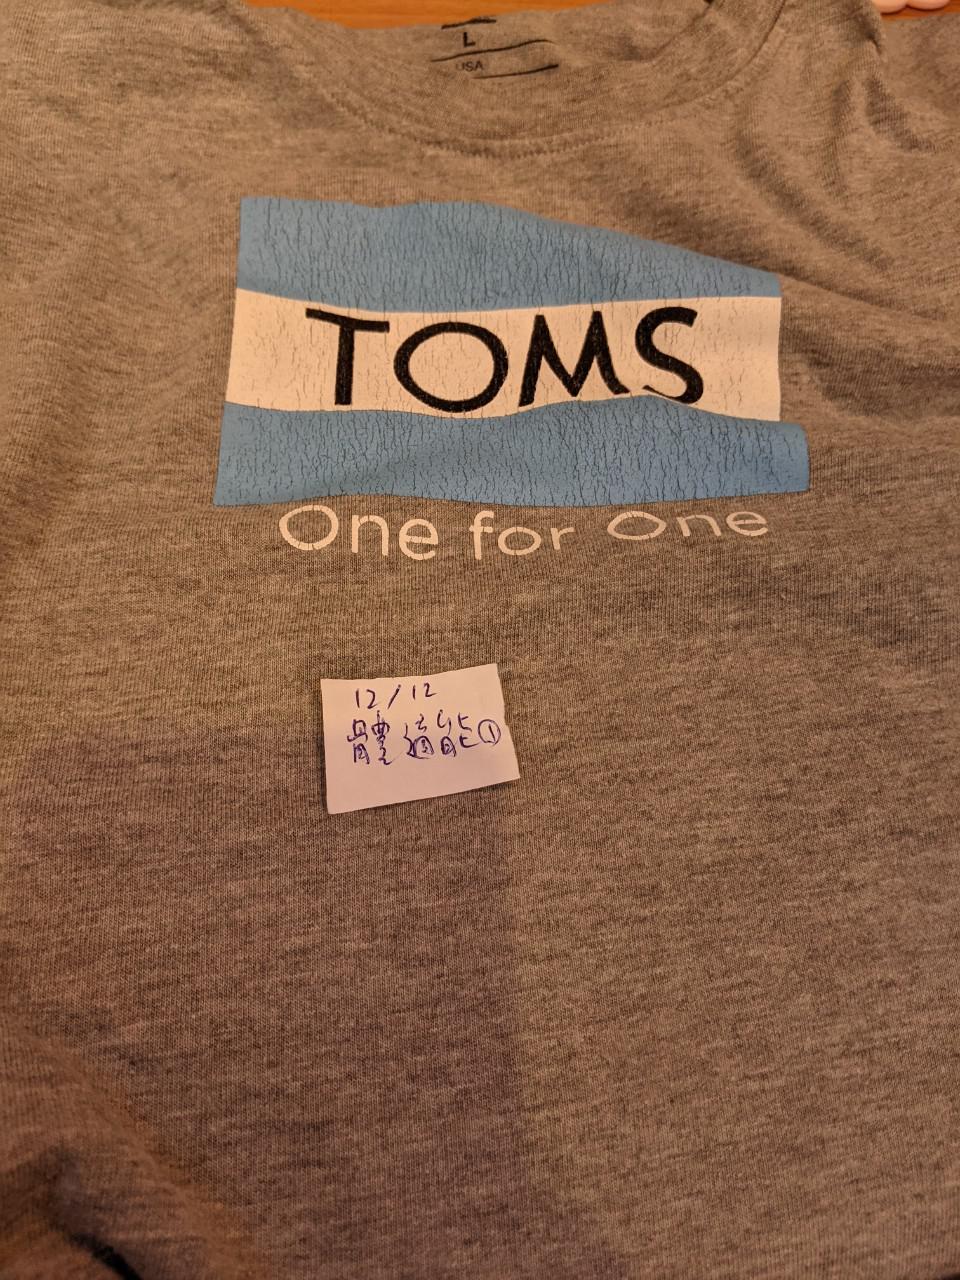 L
USA
TOMS
One for One
12/12
體適能①